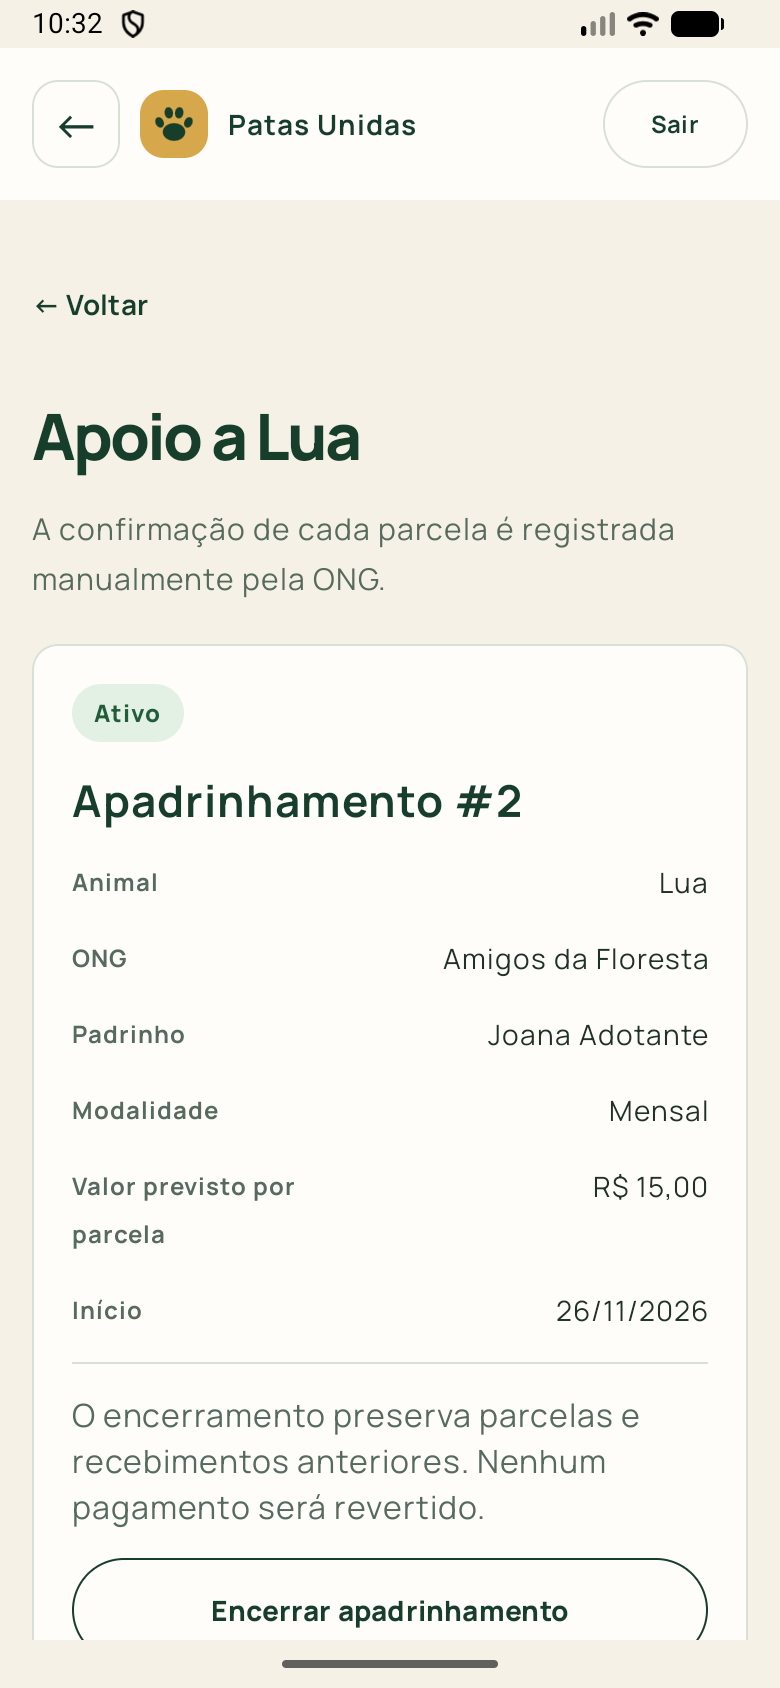 10:32
Patas Unidas
Sair
← Voltar
Apoio a Lua
A confirmação de cada parcela é registrada
manualmente pela ONG.
Ativo
Apadrinhamento #2
Animal Lua
ONG Amigos da Floresta
Padrinho Joana Adotante
Modalidade Mensal
Valor previsto por R$ 15,00
parcela
Início 26/11/2026
O encerramento preserva parcelas e
recebimentos anteriores. Nenhum
pagamento será revertido.
Encerrar apadrinhamento